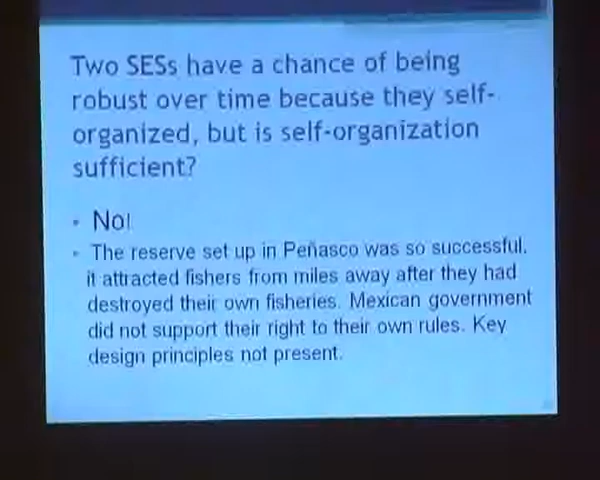 Two SESs have a chance of being
robust over time because they self-
organized, but is self-organization
sufficient?
• No!
• The reserve set up in Peñasco was so successful,
it attracted fishers from miles away after they had
destroyed their own fisheries. Mexican government
did not support their right to their own rules. Key
design principles not present.